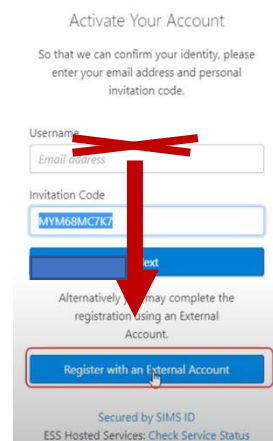 Activate Your Account
So that we can confirm your identity, please
enter your email address and personal
invitation code.
Username
Email address
Invitation Code
MYM68MC7K7
Next
Alternatively you may complete the
registration using an External
Account.
Register with an External Account
Secured by SIMS ID
ESS Hosted Services: Check Service Status